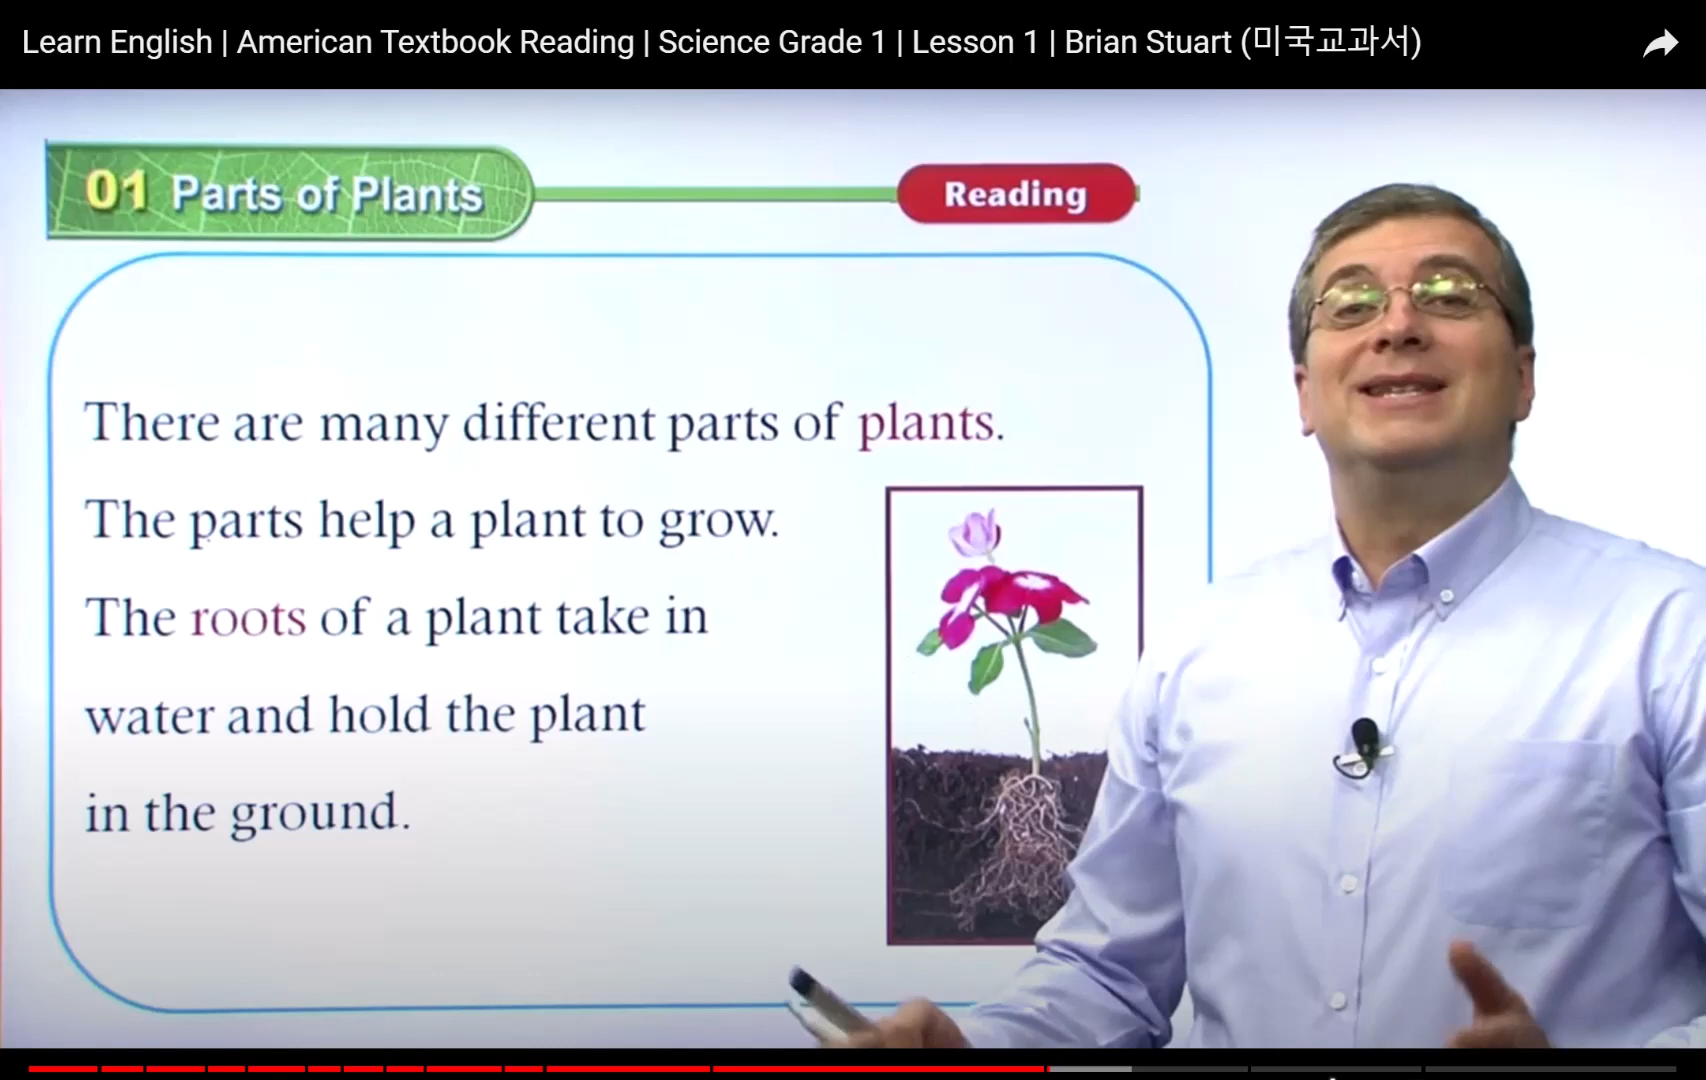 Learn English | American Textbook Reading | Science Grade 1 | Lesson 1 | Brian Stuart (미국교과서)
01 Parts of Plants
Reading
There are many different parts of plants.
The parts help a plant to grow.
The roots of a plant take in
water and hold the plant
in the ground.